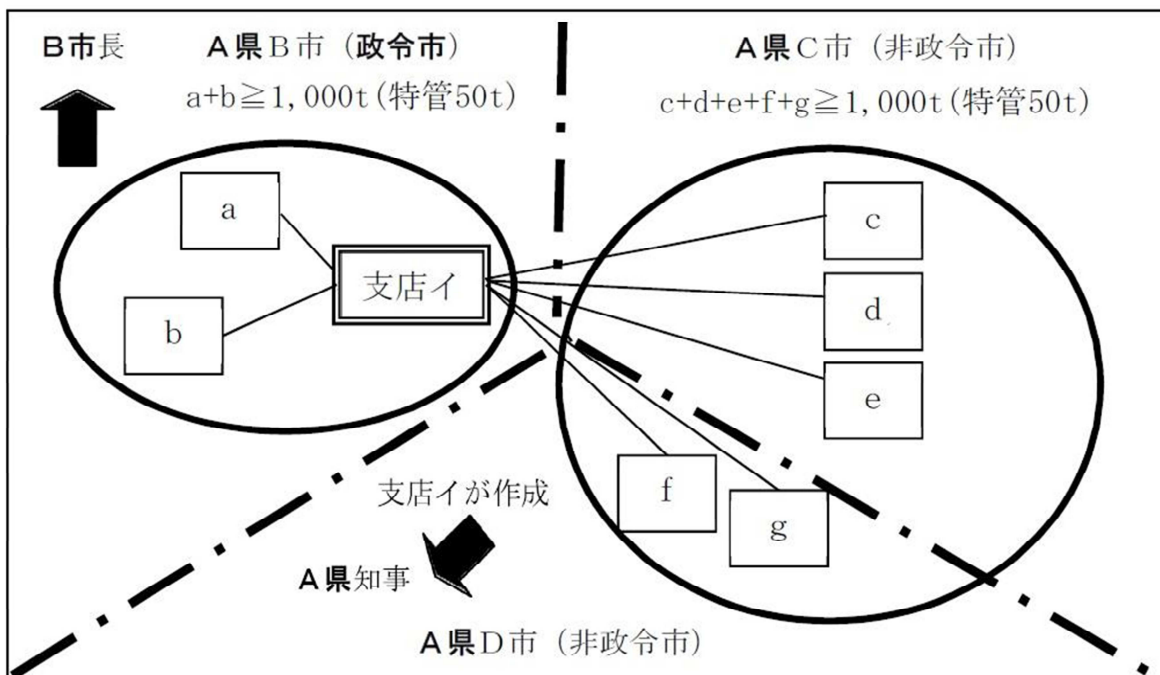 B市長
A県B市（政令市）
a+b≧1,000t(特管50t)
A県C市（非政令市）
c+d+e+f+g≧1,000t(特管50t)
a
b
支店イ
c
d
e
f
g
支店イが作成
A県知事
A県D市（非政令市）